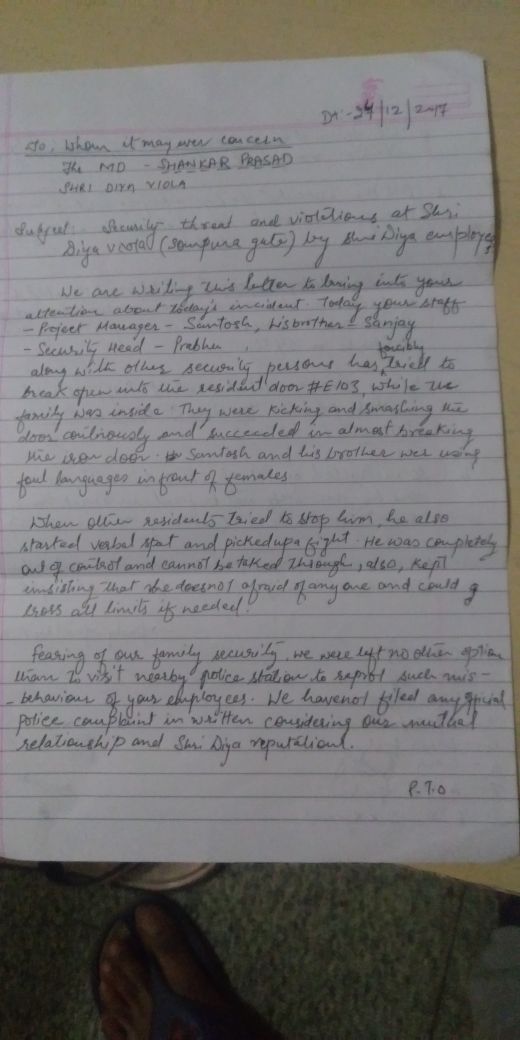 Dt:-24/12/2017
To, Whom it may ever concern
The MD - SHANKAR PRASAD
SHRI DIYA VIOLA
Subject: Security threat and violations at Shri
Diya viola (Sompura gate) by Shri Diya employees
We are writing this letter to bring into your
attention about today's incident. Today your staff
- Project Manager - Santosh, his brother - Sanjay
- Security Head - Prabhu
along with other security persons has forcibly tried to
break open into the resident door #E103, while the
family was inside. They were kicking and smashing the
door continously and succeeded in almost breaking
the iron door. Santosh and his brother wer using
foul languages infront of females.
When other residents tried to stop him, he also
started verbal spat and pickedup a fight. He was completely
out of control and cannot be talked through, also, kept
insisting that he doesnot afraid of any one and could
cross all limits if needed.
Fearing of our family security, we were left no other option
than to visit nearby police station to reprot such mis-
- behaviour of your employees. We havenot filed any
police complaint in written considering our mutual
relationship and Shri Diya reputation.
P.T.O